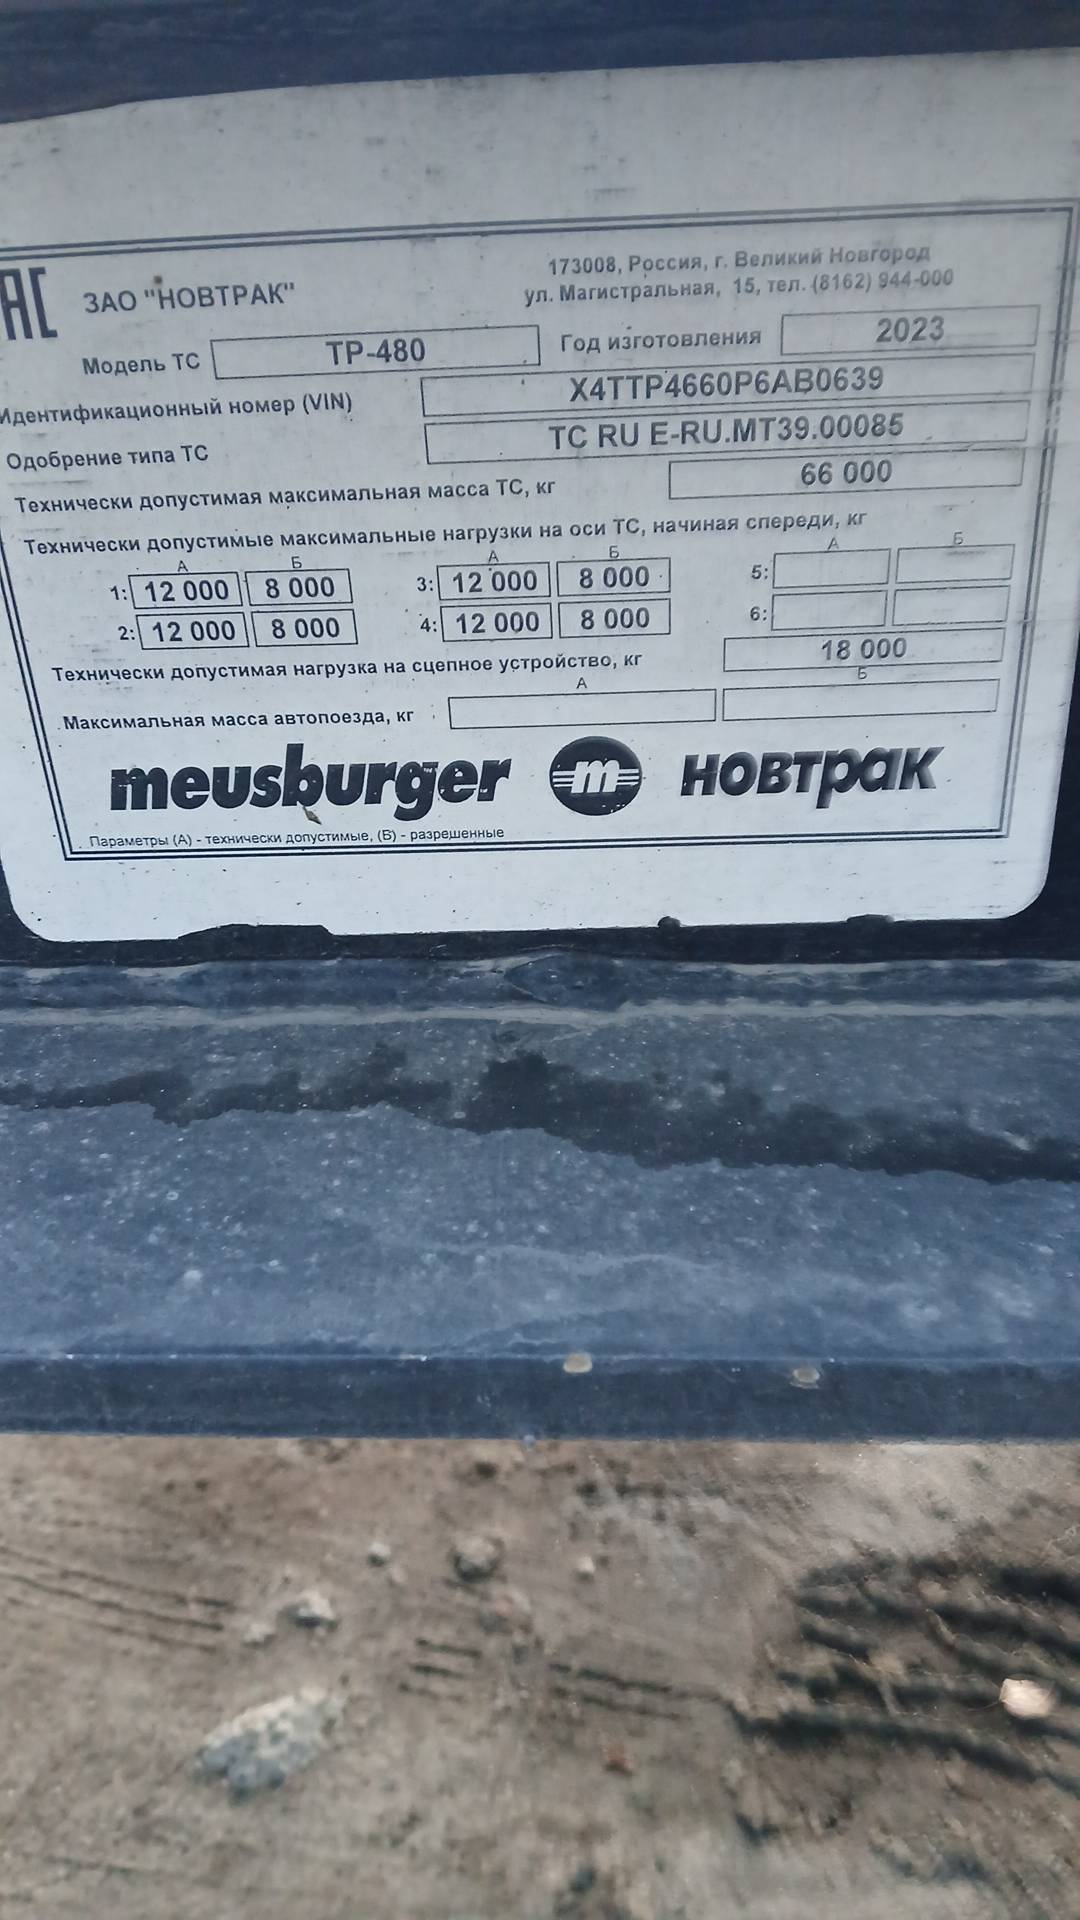 ЕАС ЗАО "НОВТРАК"
173008, Россия, г. Великий Новгород
ул. Магистральная, 15, тел. (8162) 944-000
Модель ТС ТР-480 Год изготовления 2023
Идентификационный номер (VIN) X4TTP4660P6AB0639
Одобрение типа ТС ТС RU E-RU.MT39.00085
Технически допустимая максимальная масса ТС, кг 66 000
Технически допустимые максимальные нагрузки на оси ТС, начиная спереди, кг
А Б А Б А Б
1: 12 000 8 000 3: 12 000 8 000 5:
2: 12 000 8 000 4: 12 000 8 000 6:
Технически допустимая нагрузка на сцепное устройство, кг 18 000
А Б
Максимальная масса автопоезда, кг
meusburger m новтрак
Параметры (А) - технически допустимые, (Б) - разрешенные